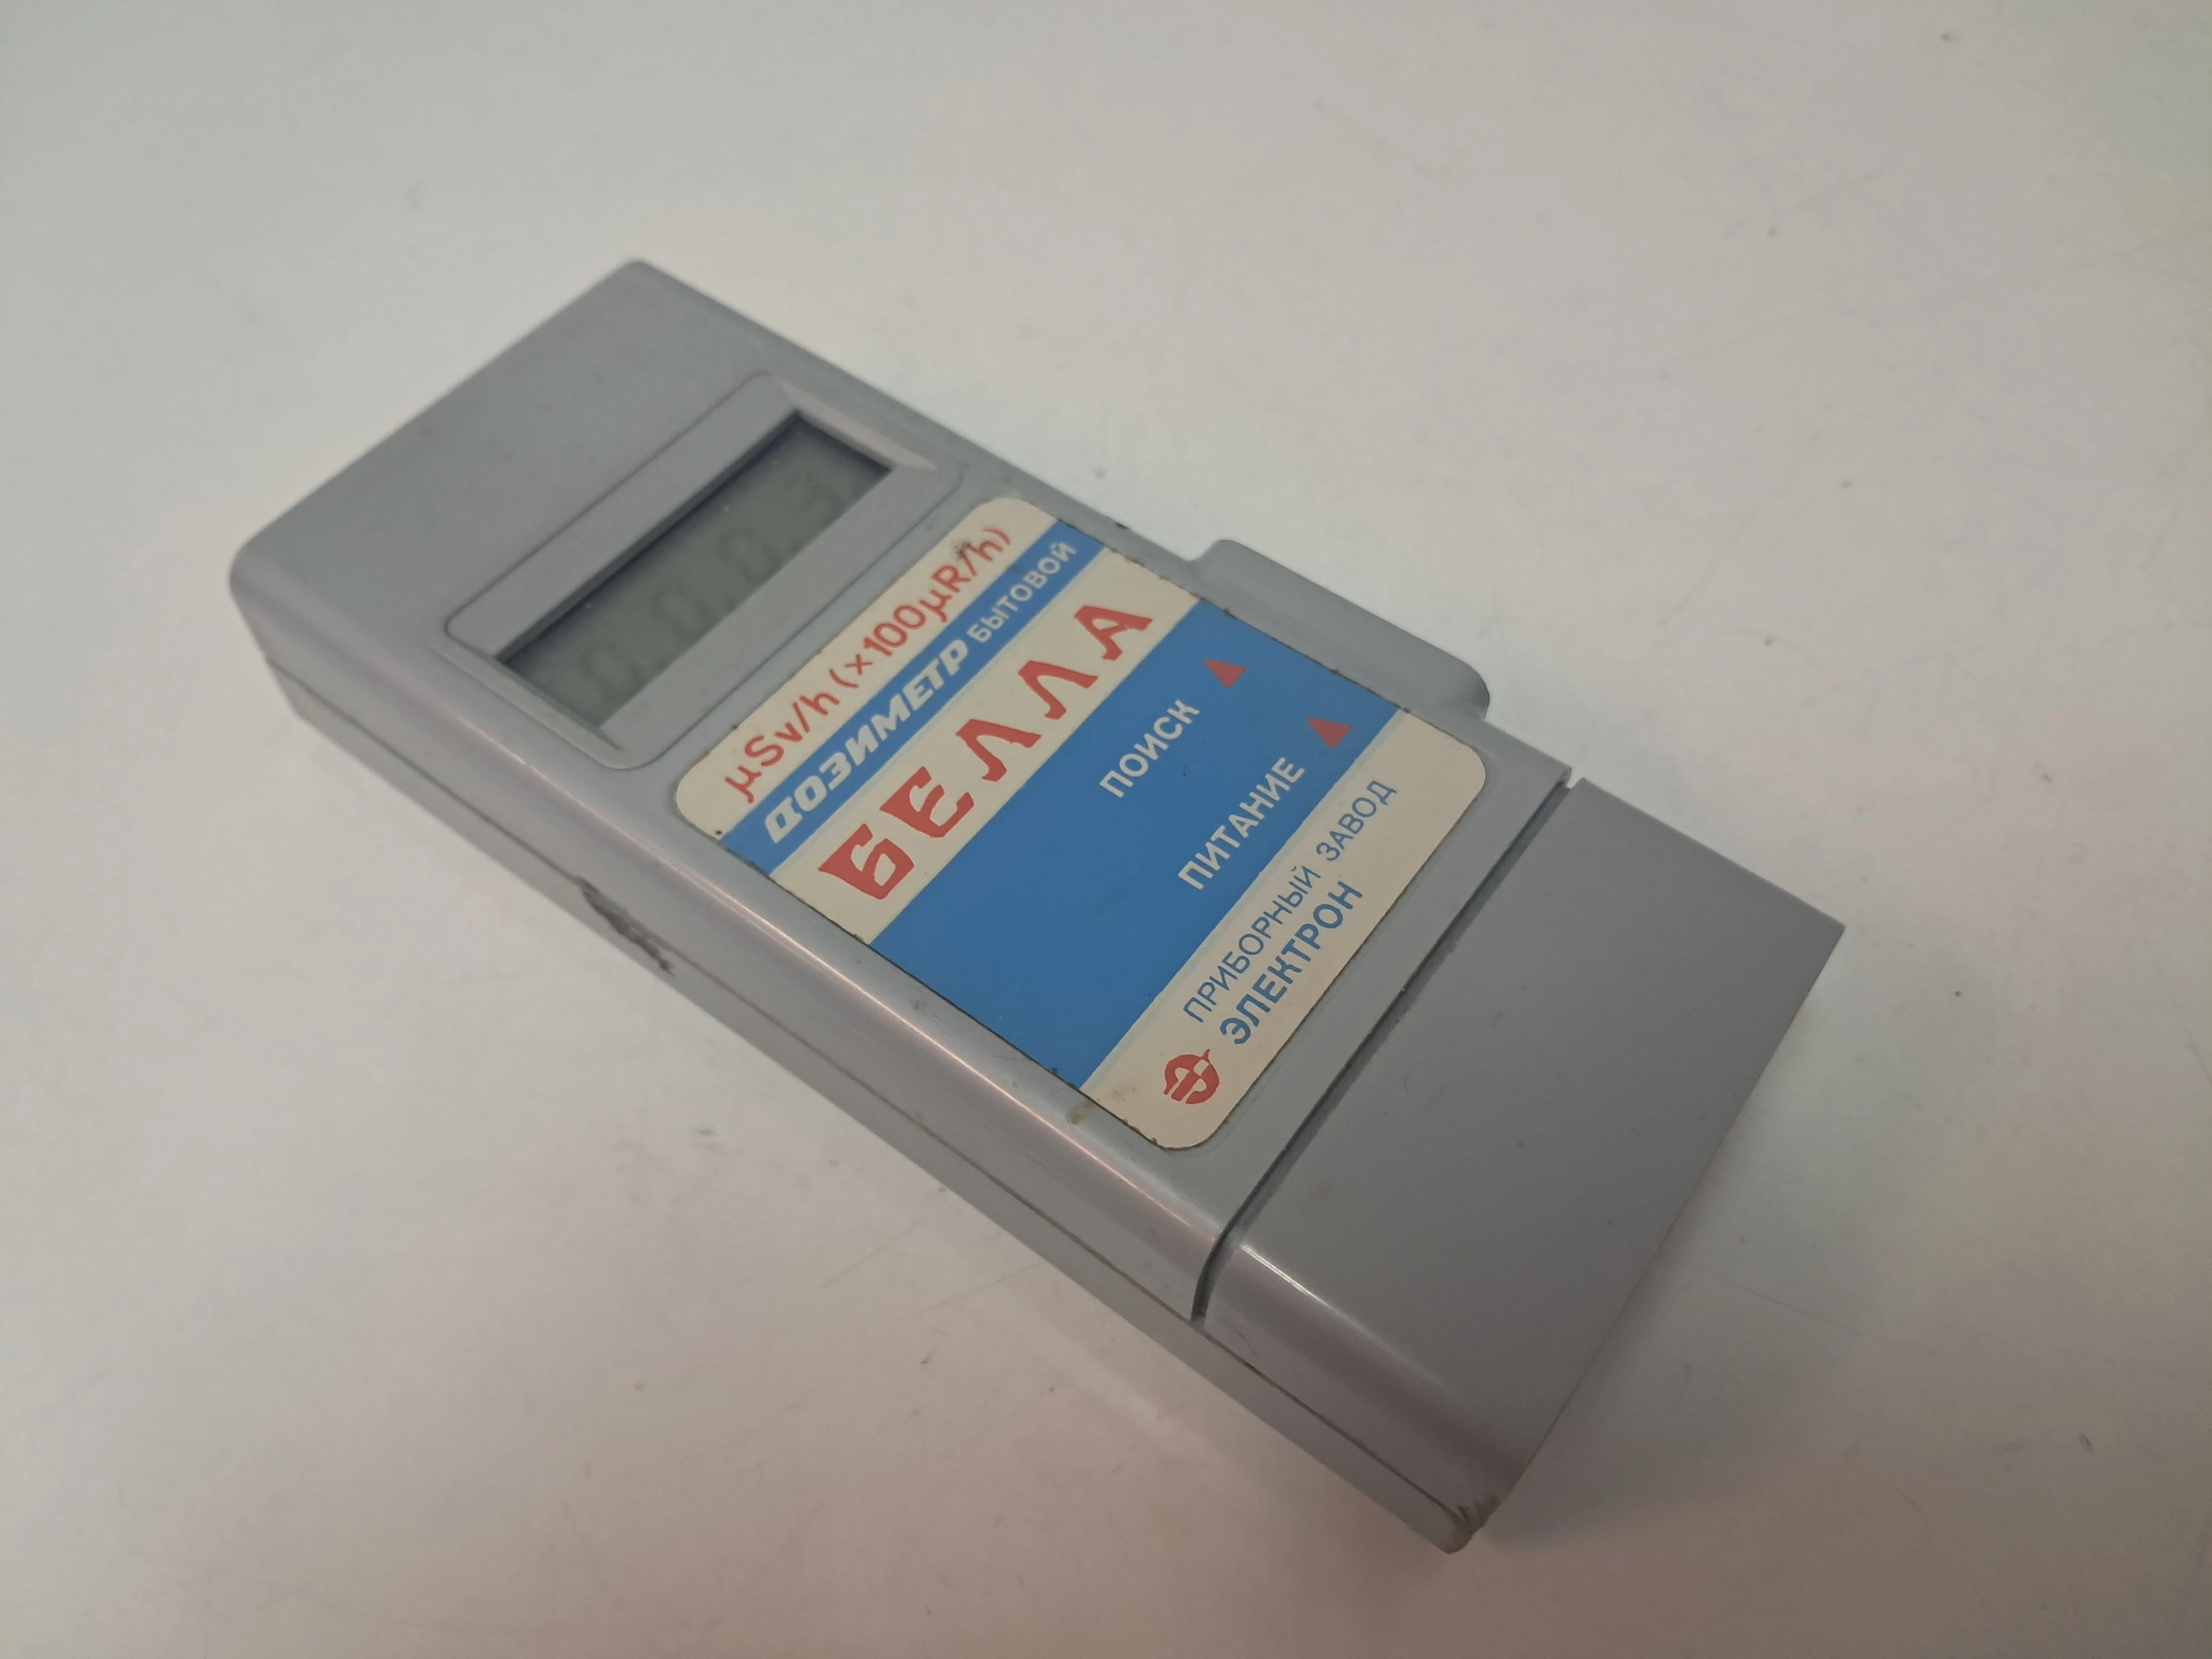 µSv/h (×100µR/h)
ДОЗИМЕТР БЫТОВОЙ
БЕЛЛА
ПОИСК
ПИТАНИЕ
ПРИБОРНЫЙ ЗАВОД
ЭЛЕКТРОН